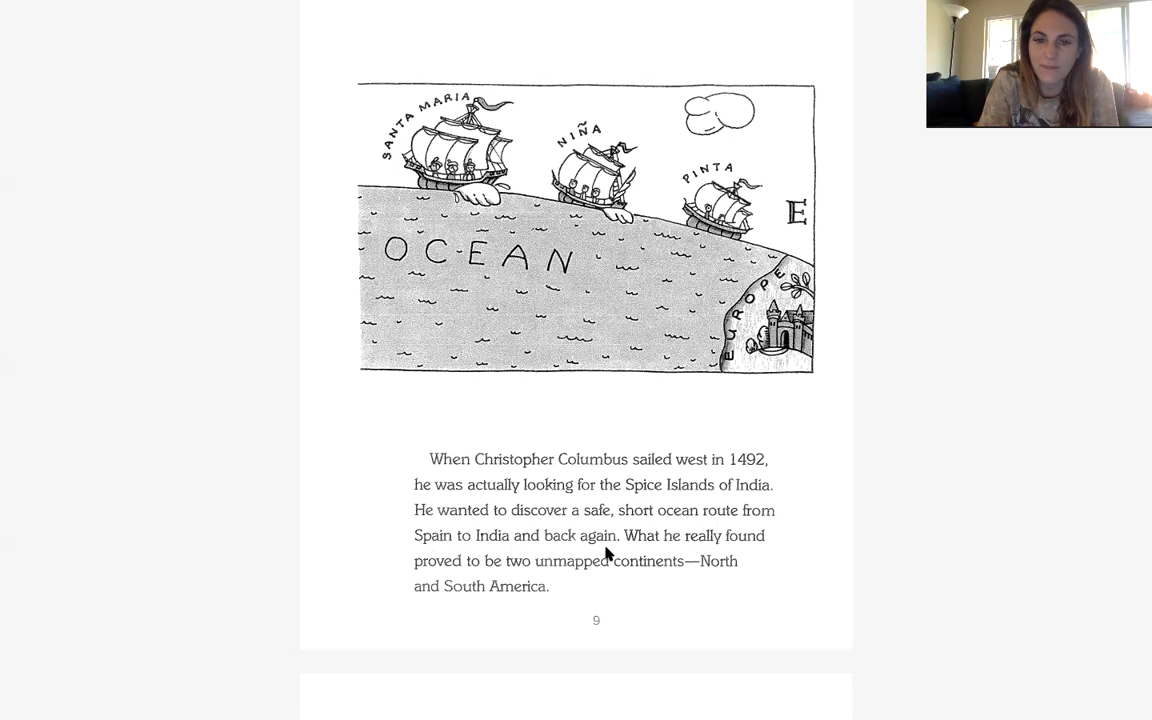 SANTA MARIA
NIÑA
PINTA
E
OCEAN
EUROPE
When Christopher Columbus sailed west in 1492,
he was actually looking for the Spice Islands of India.
He wanted to discover a safe, short ocean route from
Spain to India and back again. What he really found
proved to be two unmapped continents—North
and South America.
9